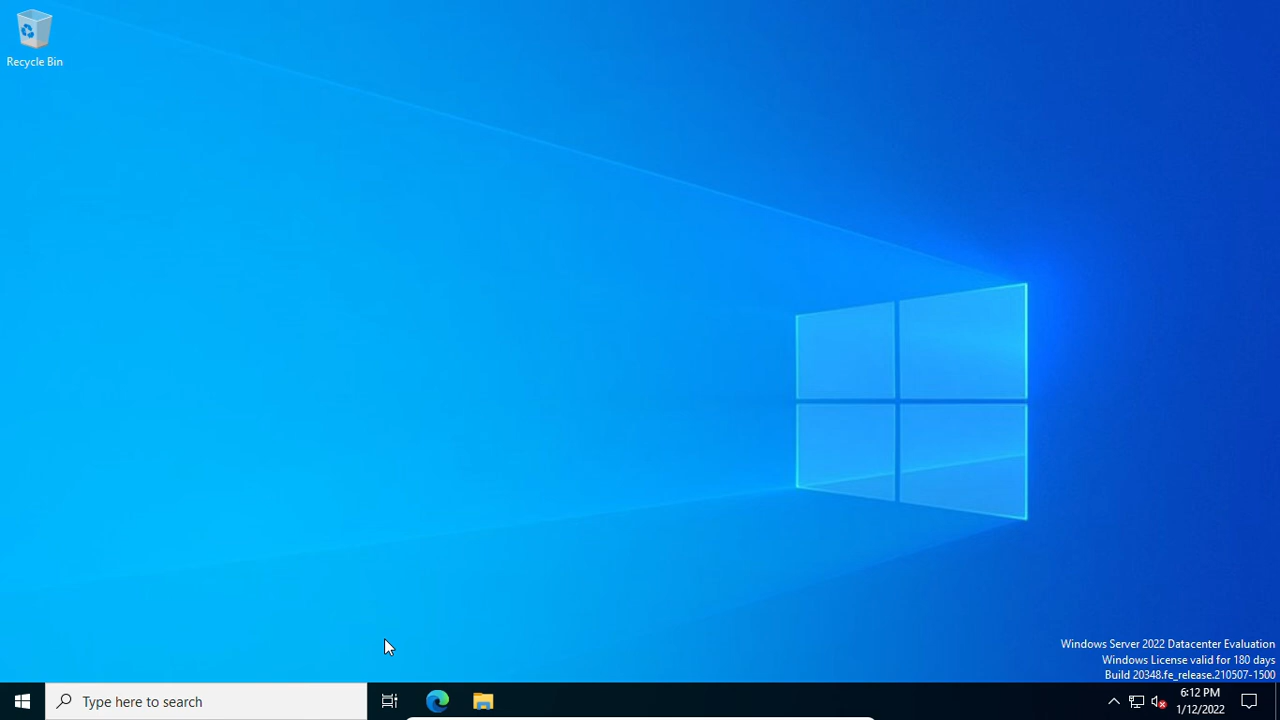 Recycle Bin
Windows Server 2022 Datacenter Evaluation
Windows License valid for 180 days
Build 20348.fe_release.210507-1500
Type here to search
6:12 PM
1/12/2022